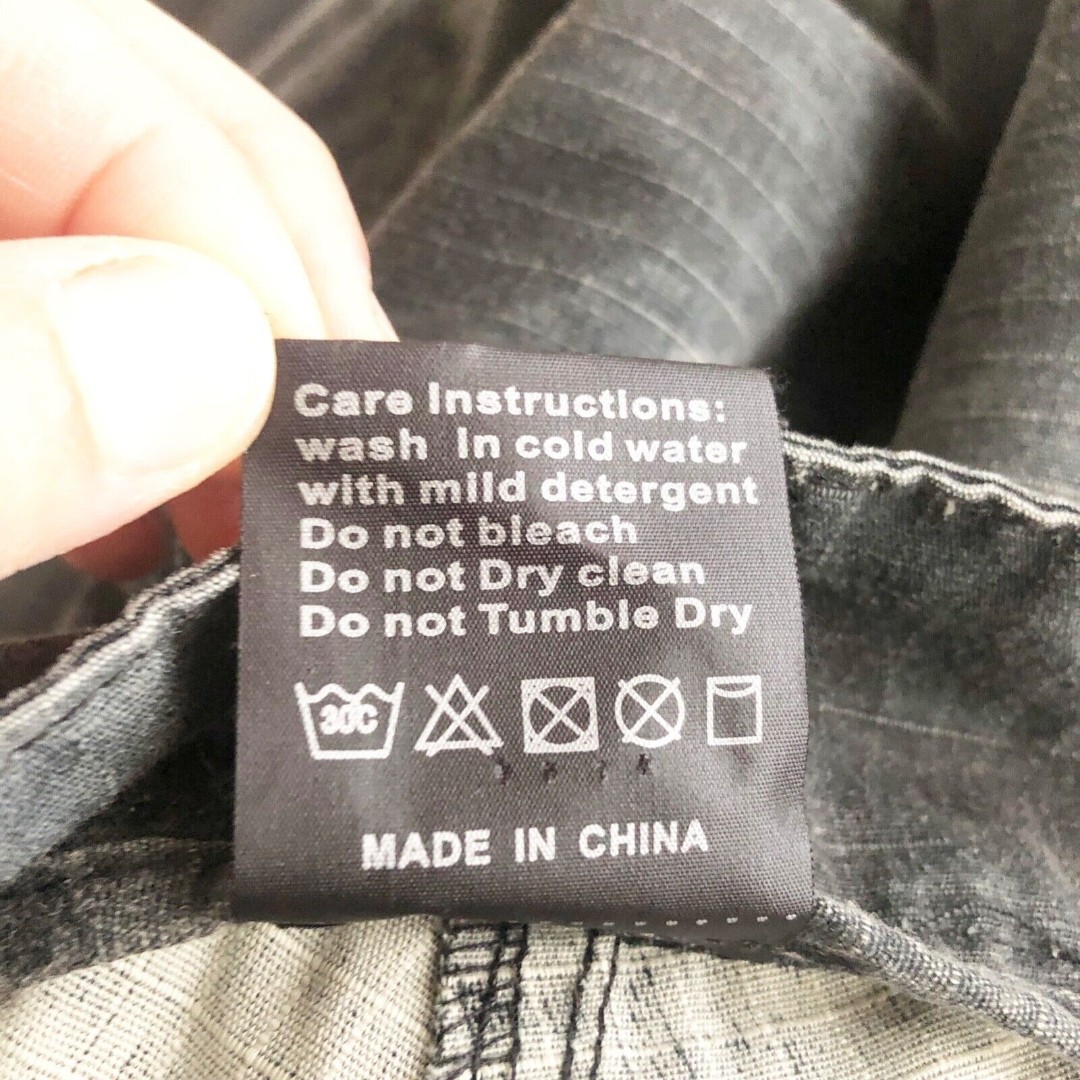 Care Instructions:
wash In cold water
with mild detergent
Do not bleach
Do not Dry clean
Do not Tumble Dry
30C
MADE IN CHINA